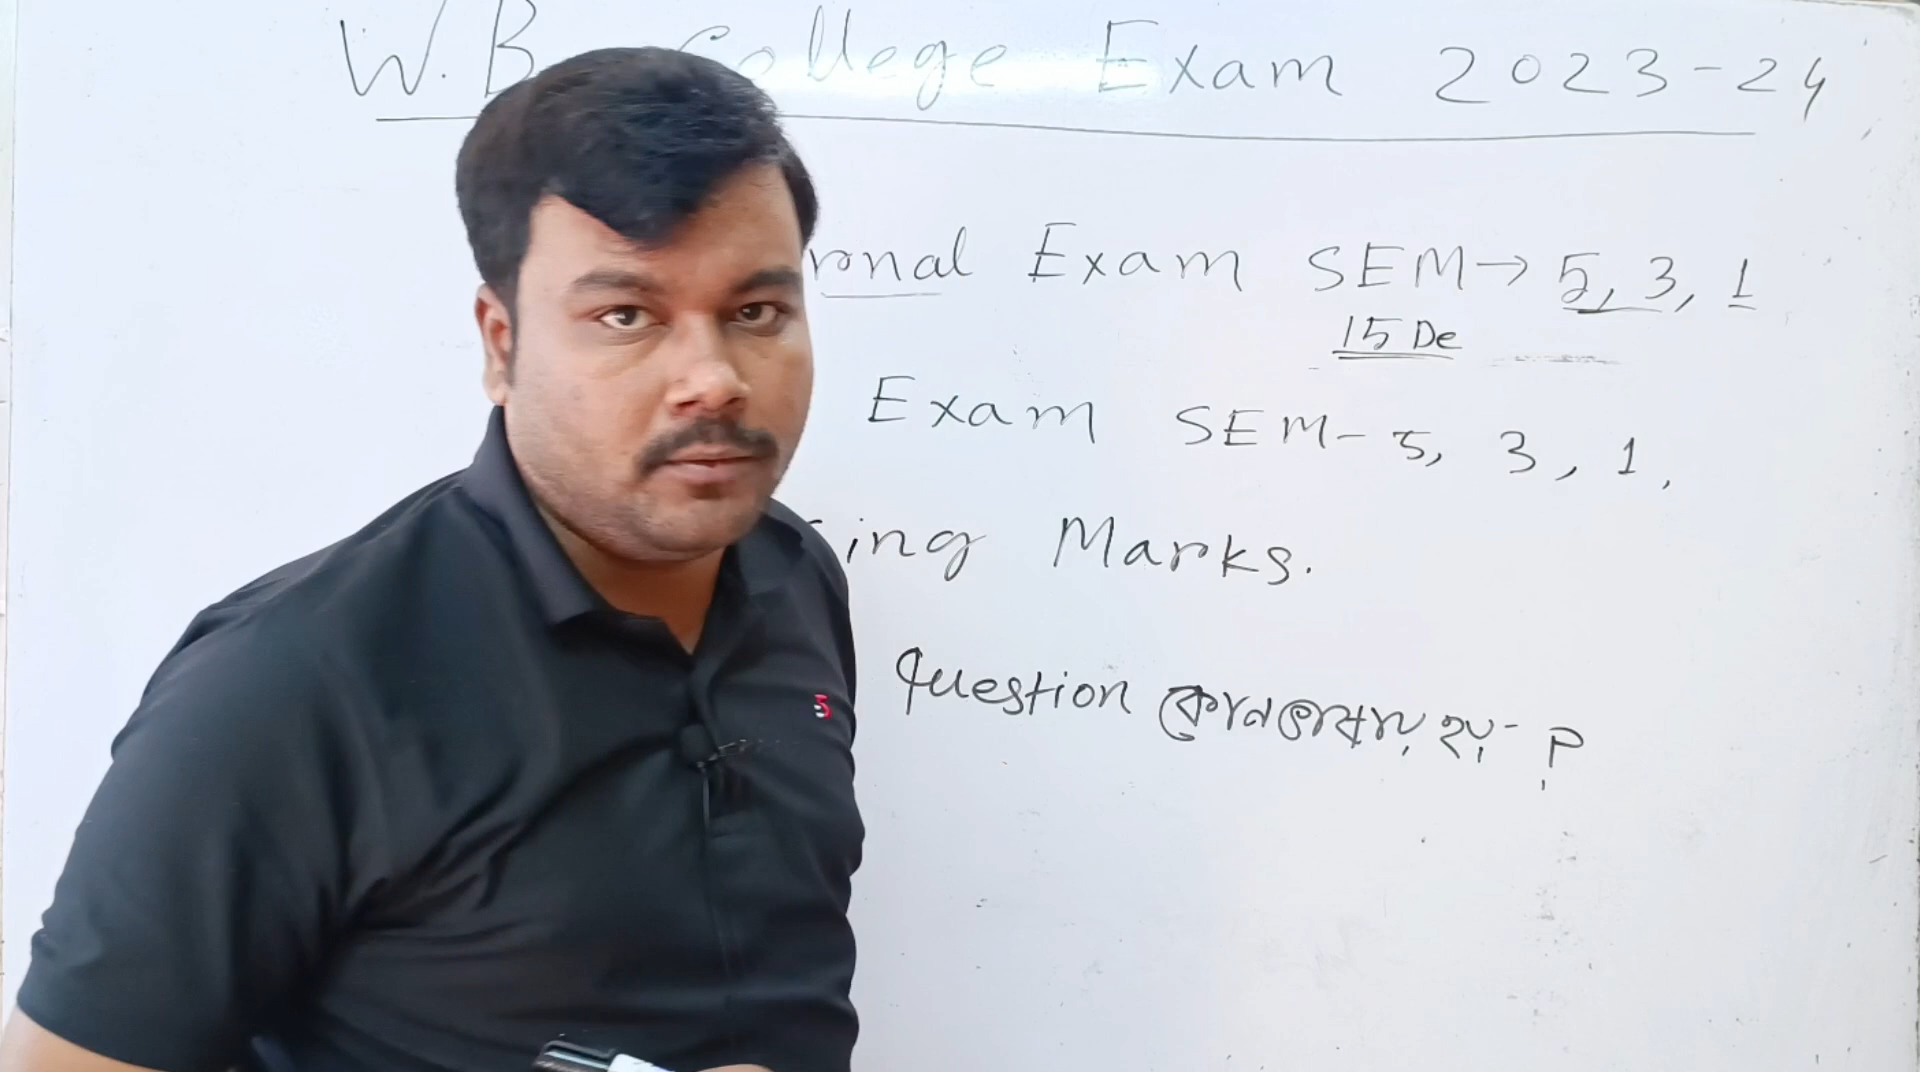 W.B College Exam 2023-24
rnal Exam SEM→ 5, 3, 1
15 De
Exam SEM- 5, 3, 1,
ing Marks.
Question কোথা হয়- ?